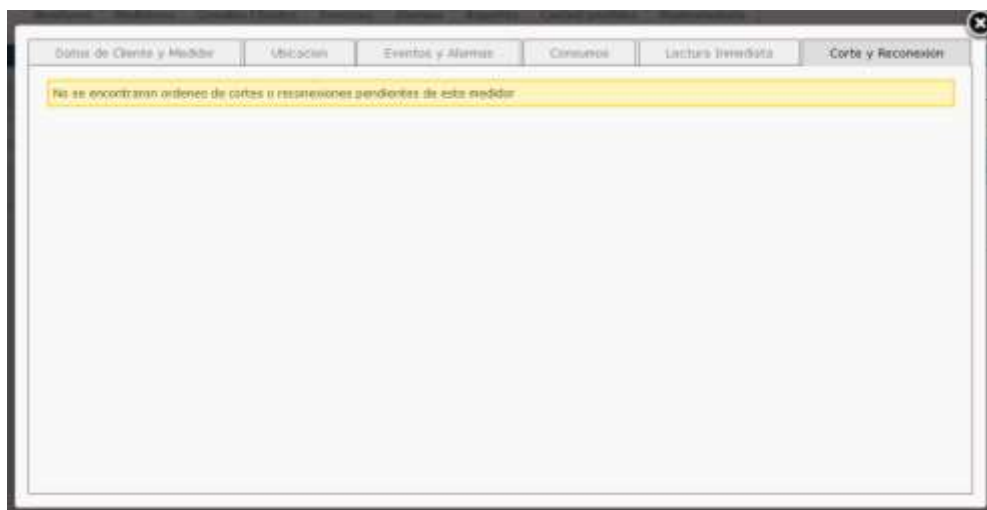 Datos de Cliente y Medidor
Ubicacion
Eventos y Alarmas
Consumos
Lectura Inmediata
Corte y Reconexión
No se encontraron ordenes de cortes o reconexiones pendientes de este medidor